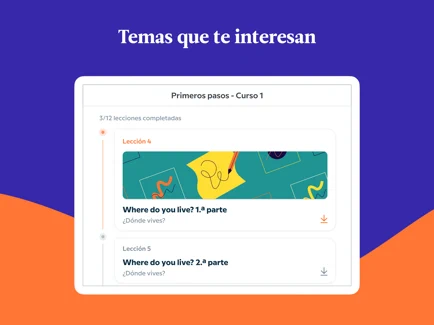 Temas que te interesan
Primeros pasos - Curso 1
3/12 lecciones completadas
Lección 4
Where do you live? 1.ª parte
¿Dónde vives?
Lección 5
Where do you live? 2.ª parte
¿Dónde vives?